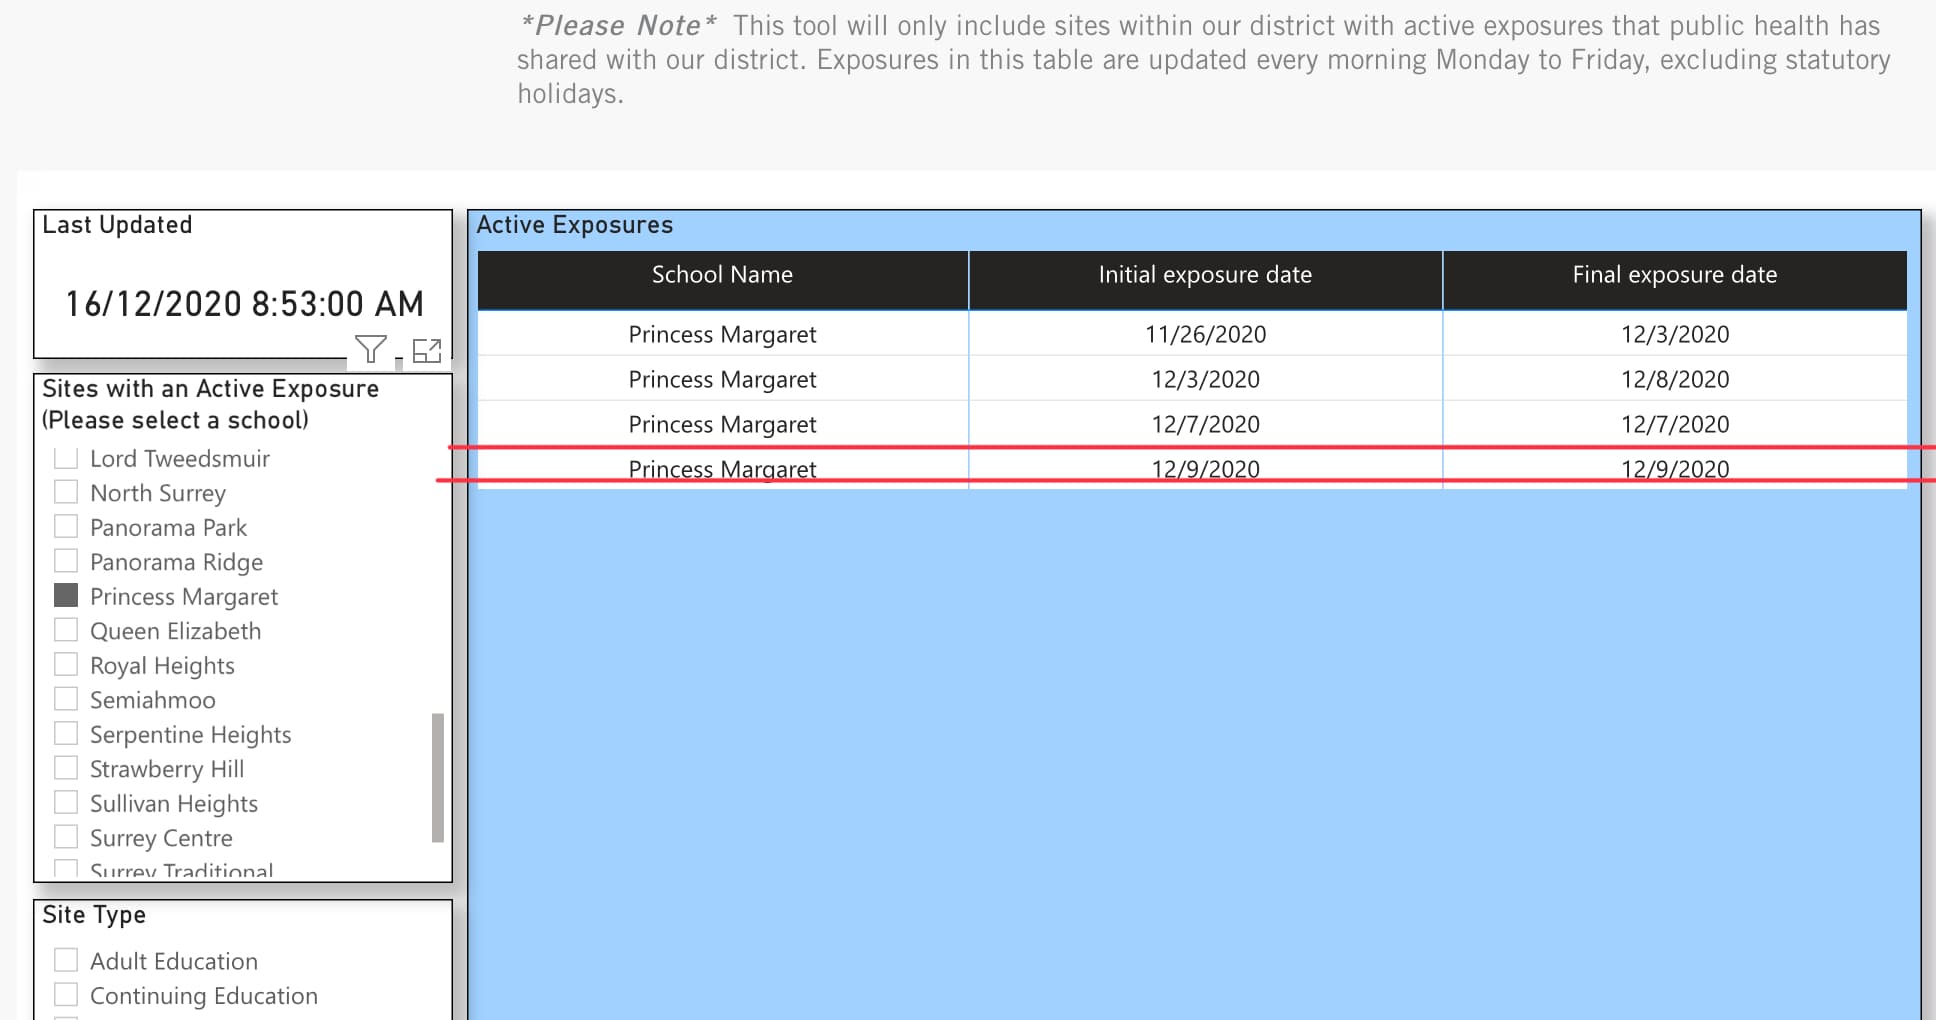 *Please Note* This tool will only include sites within our district with active exposures that public health has
shared with our district. Exposures in this table are updated every morning Monday to Friday, excluding statutory
holidays.
Last Updated
16/12/2020 8:53:00 AM
Sites with an Active Exposure
(Please select a school)
Lord Tweedsmuir
North Surrey
Panorama Park
Panorama Ridge
Princess Margaret
Queen Elizabeth
Royal Heights
Semiahmoo
Serpentine Heights
Strawberry Hill
Sullivan Heights
Surrey Centre
Surrey Traditional
Site Type
Adult Education
Continuing Education
Active Exposures
School Name Initial exposure date Final exposure date
Princess Margaret 11/26/2020 12/3/2020
Princess Margaret 12/3/2020 12/8/2020
Princess Margaret 12/7/2020 12/7/2020
Princess Margaret 12/9/2020 12/9/2020